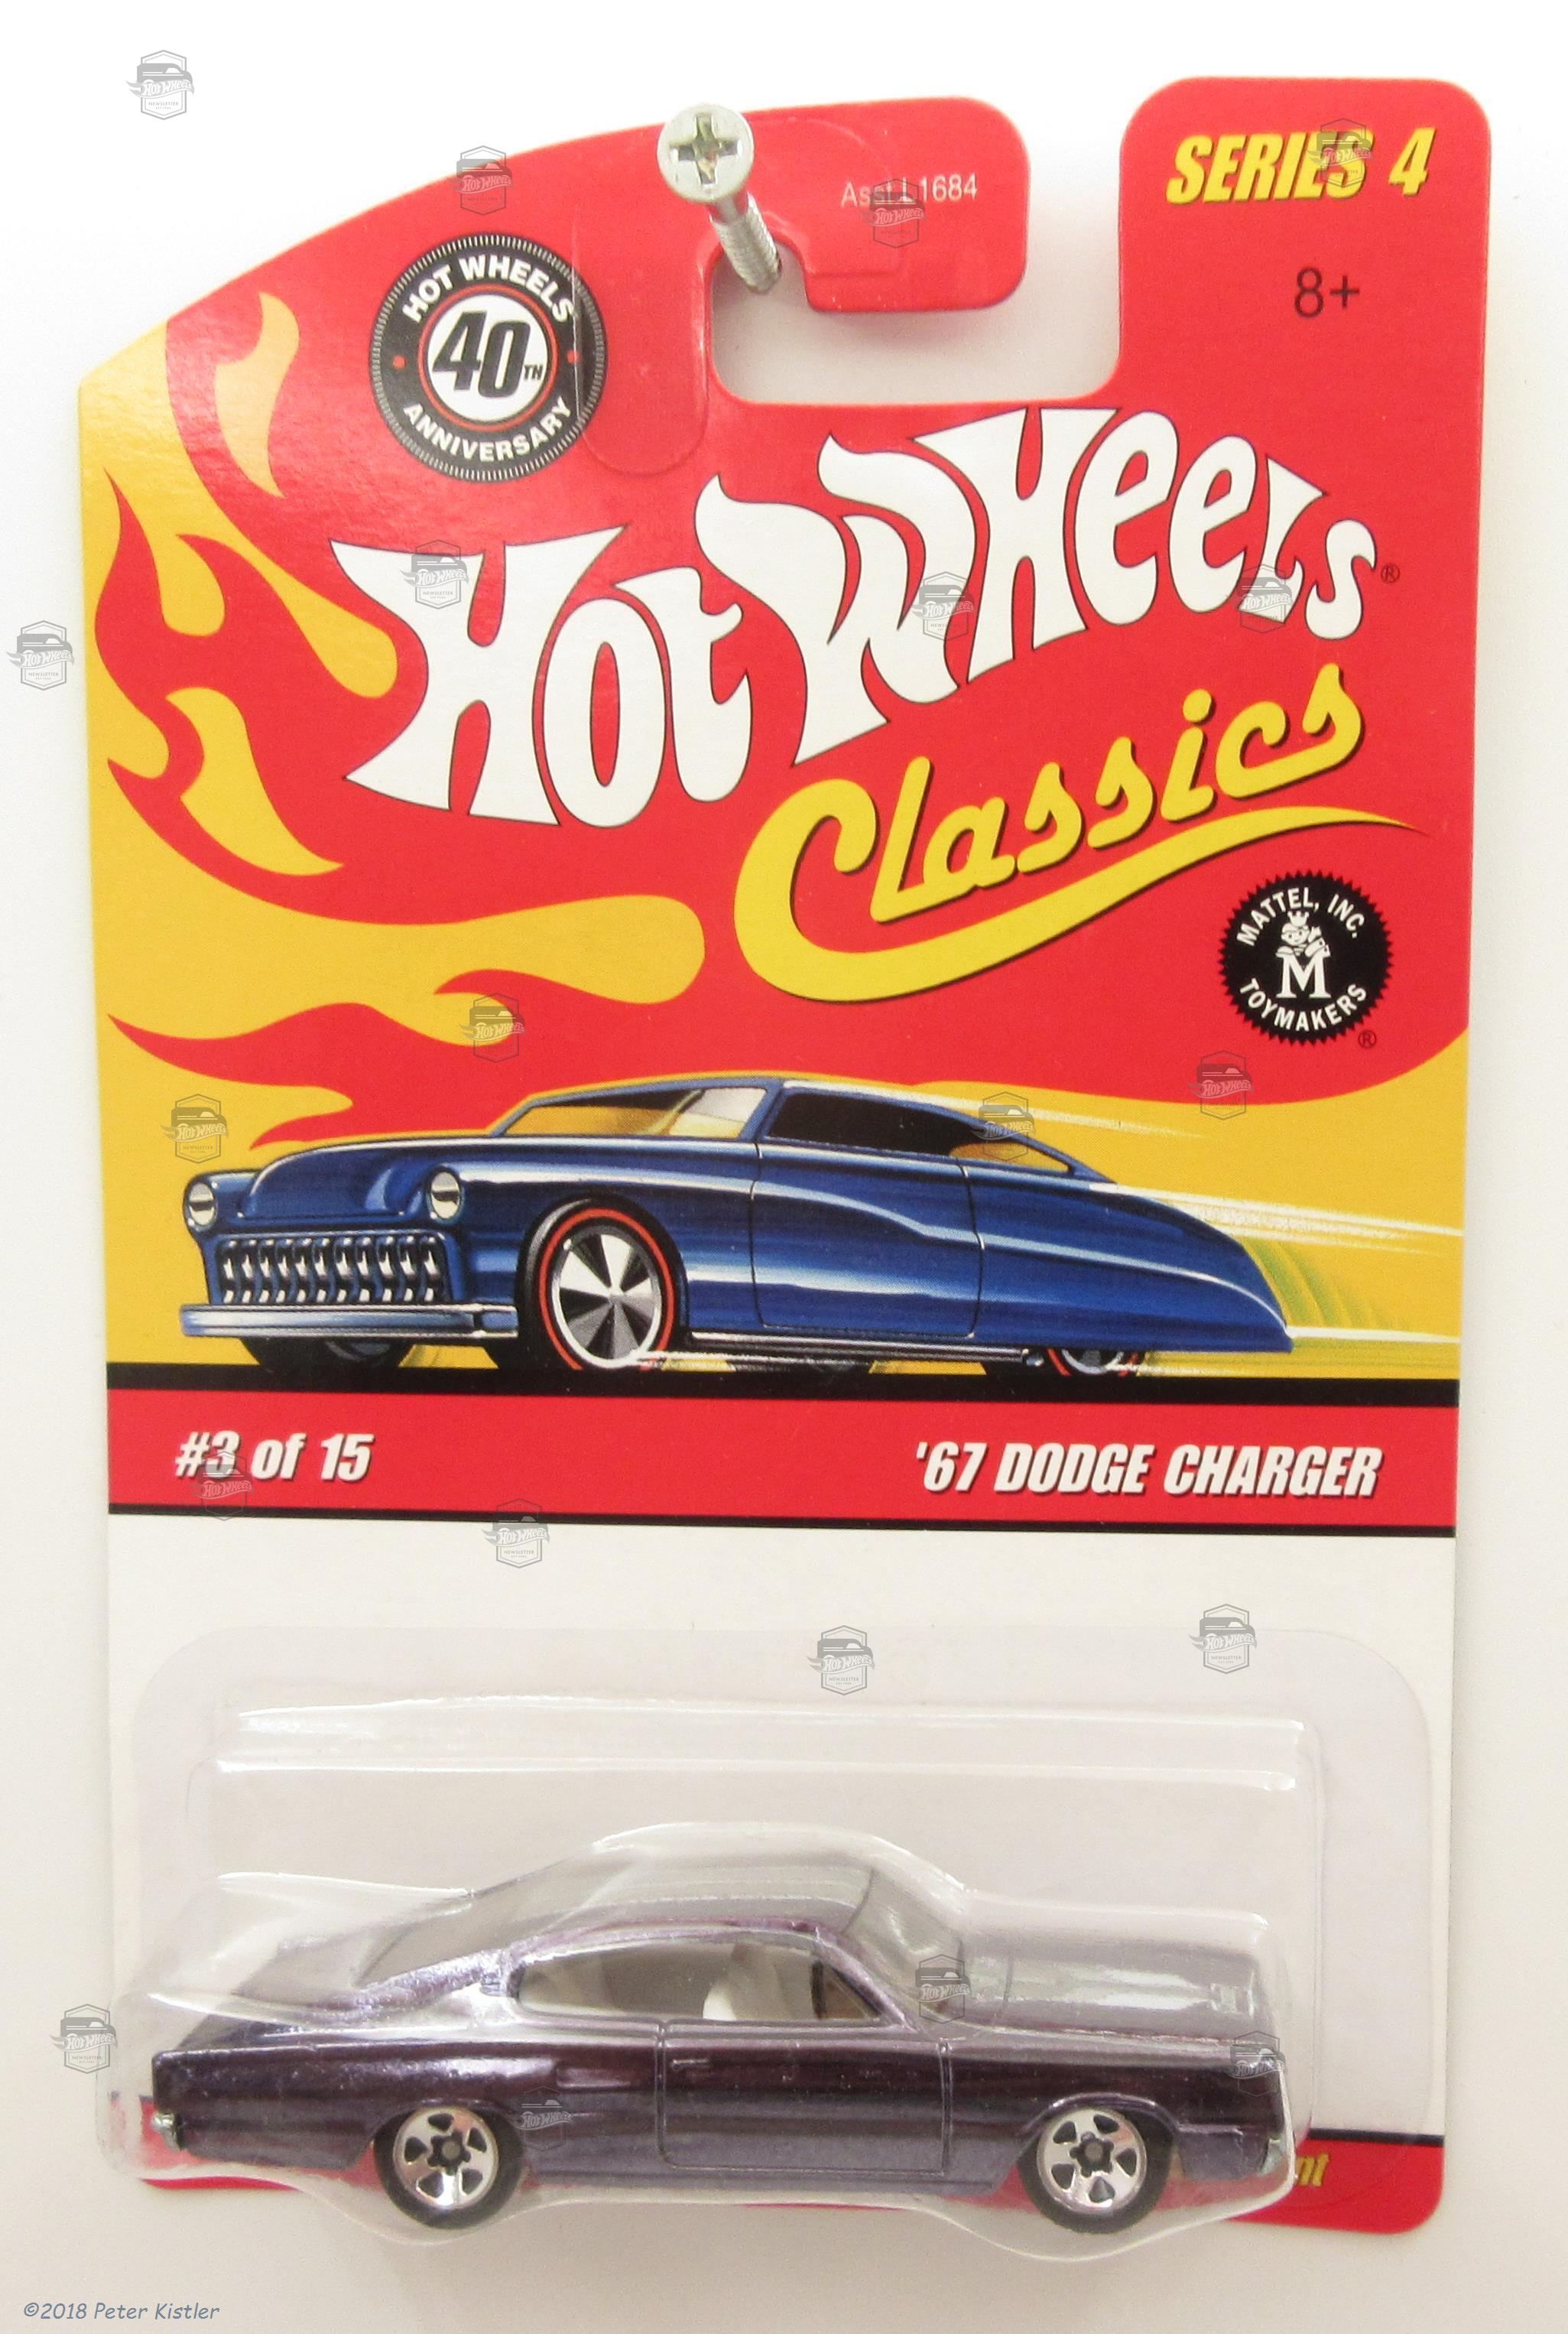 SERIES 4
Asst. L1684
8+
HOT WHEELS
40TH
ANNIVERSARY
Hot Wheels®
Classics
MATTEL, INC.
M
TOYMAKERS
®
#3 of 15
'67 DODGE CHARGER
©2018 Peter Kistler